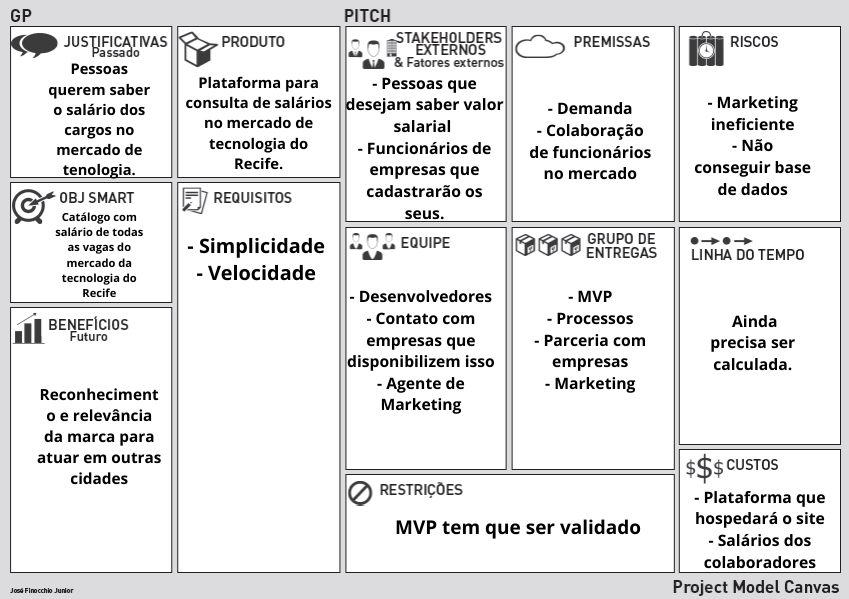 GP
PITCH
JUSTIFICATIVAS
Passado
Pessoas
querem saber
o salário dos
cargos no
mercado de
tenologia.
PRODUTO
Plataforma para
consulta de salários
no mercado de
tecnologia do
Recife.
STAKEHOLDERS
EXTERNOS
& Fatores externos
- Pessoas que
desejam saber valor
salarial
- Funcionários de
empresas que
cadastrarão os
seus.
PREMISSAS
- Demanda
- Colaboração
de funcionários
no mercado
RISCOS
- Marketing
ineficiente
- Não
conseguir base
de dados
OBJ SMART
Catálogo com
salário de todas
as vagas do
mercado da
tecnologia do
Recife
REQUISITOS
- Simplicidade
- Velocidade
EQUIPE
- Desenvolvedores
- Contato com
empresas que
disponibilizem isso
- Agente de
Marketing
GRUPO DE
ENTREGAS
- MVP
- Processos
- Parceria com
empresas
- Marketing
LINHA DO TEMPO
Ainda
precisa ser
calculada.
BENEFÍCIOS
Futuro
Reconheciment
o e relevância
da marca para
atuar em outras
cidades
RESTRIÇÕES
MVP tem que ser validado
$$$ CUSTOS
- Plataforma que
hospedará o site
- Salários dos
colaboradores
José Finocchio Junior
Project Model Canvas